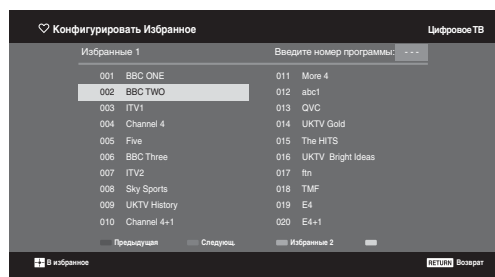 Конфигурировать Избранное Цифровое ТВ
Избранные 1 Введите номер программы: ---
001 BBC ONE 011 More 4
002 BBC TWO 012 abc1
003 ITV1 013 QVC
004 Channel 4 014 UKTV Gold
005 Five 015 The HITS
006 BBC Three 016 UKTV Bright Ideas
007 ITV2 017 ftn
008 Sky Sports 018 TMF
009 UKTV History 019 E4
010 Channel 4+1 020 E4+1
Предыдущая Следующ. Избранные 2
В избранное RETURN Возврат